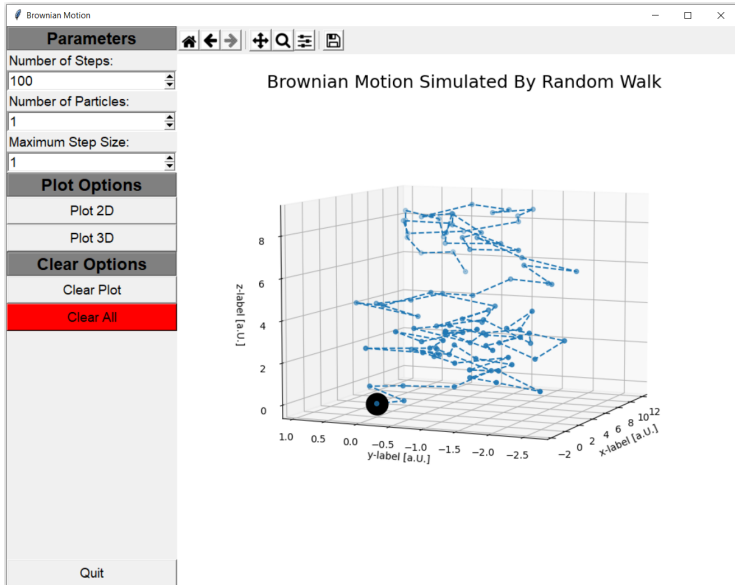 Brownian Motion
Parameters
Number of Steps:
100
Number of Particles:
1
Maximum Step Size:
1
Plot Options
Plot 2D
Plot 3D
Clear Options
Clear Plot
Clear All
Quit
Brownian Motion Simulated By Random Walk
8
6
4
2
0
z-label [a.U.]
1.0 0.5 0.0 −0.5 −1.0 −1.5 −2.0 −2.5
y-label [a.U.]
−2 0 2 4 6 8 10 12
x-label [a.U.]